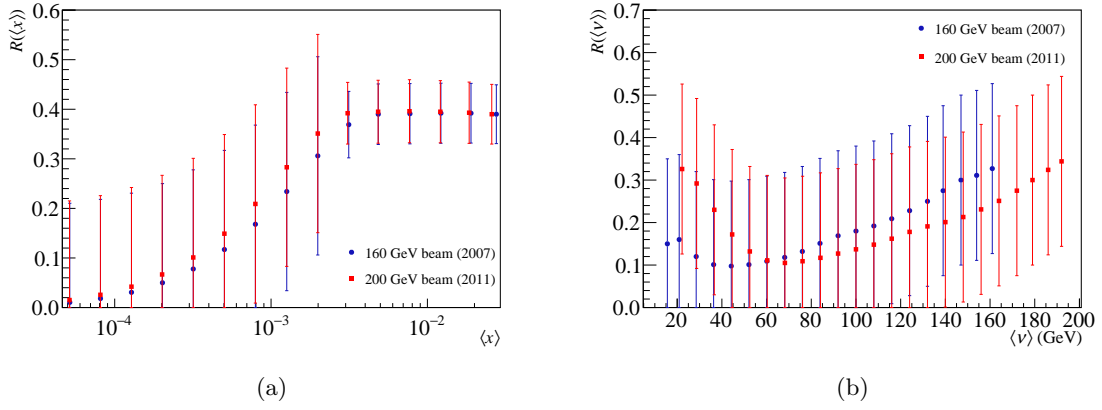 R(⟨x⟩)
0.6
0.5
0.4
0.3
0.2
0.1
0.0
160 GeV beam (2007)
200 GeV beam (2011)
10⁻⁴ 10⁻³ 10⁻²
⟨x⟩
(a)
R(⟨ν⟩)
0.7
0.6
0.5
0.4
0.3
0.2
0.1
0.0
160 GeV beam (2007)
200 GeV beam (2011)
20 40 60 80 100 120 140 160 180 200
⟨ν⟩ (GeV)
(b)